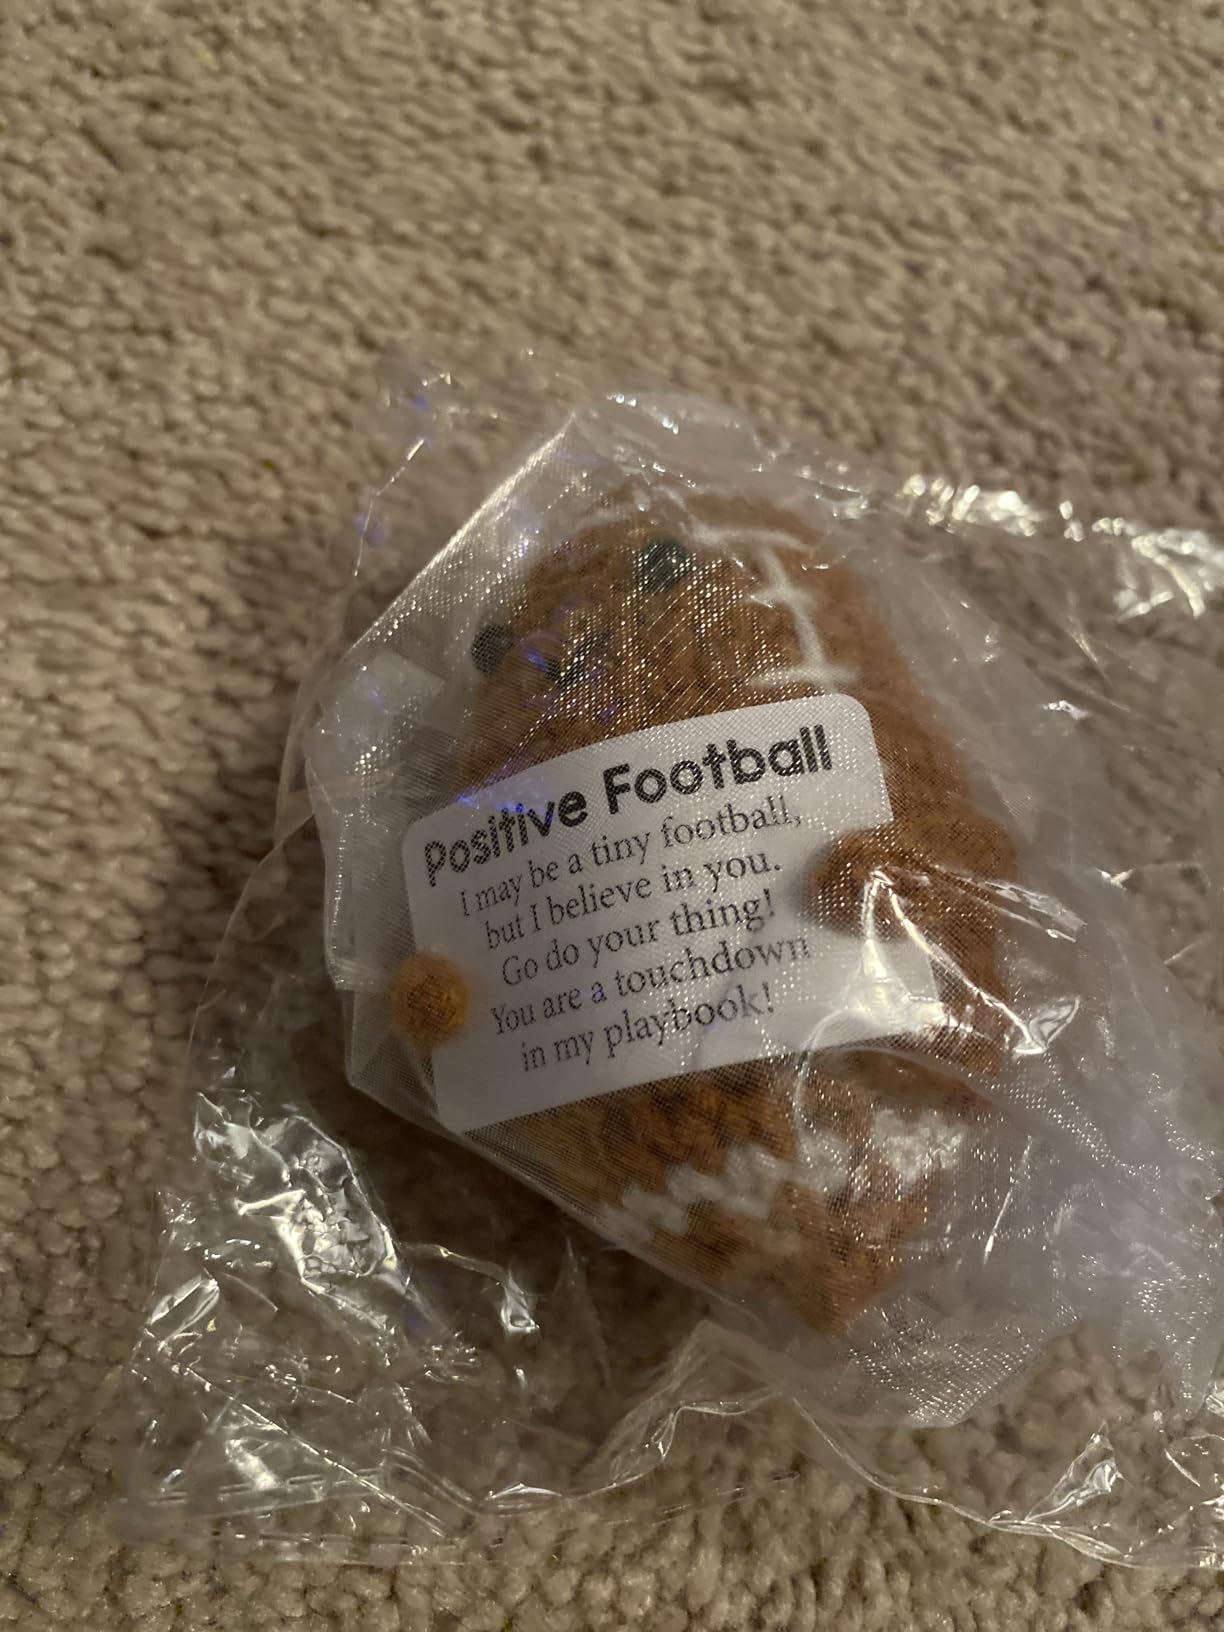 Positive Football
I may be a tiny football,
but I believe in you.
Go do your thing!
You are a touchdown
in my playbook!